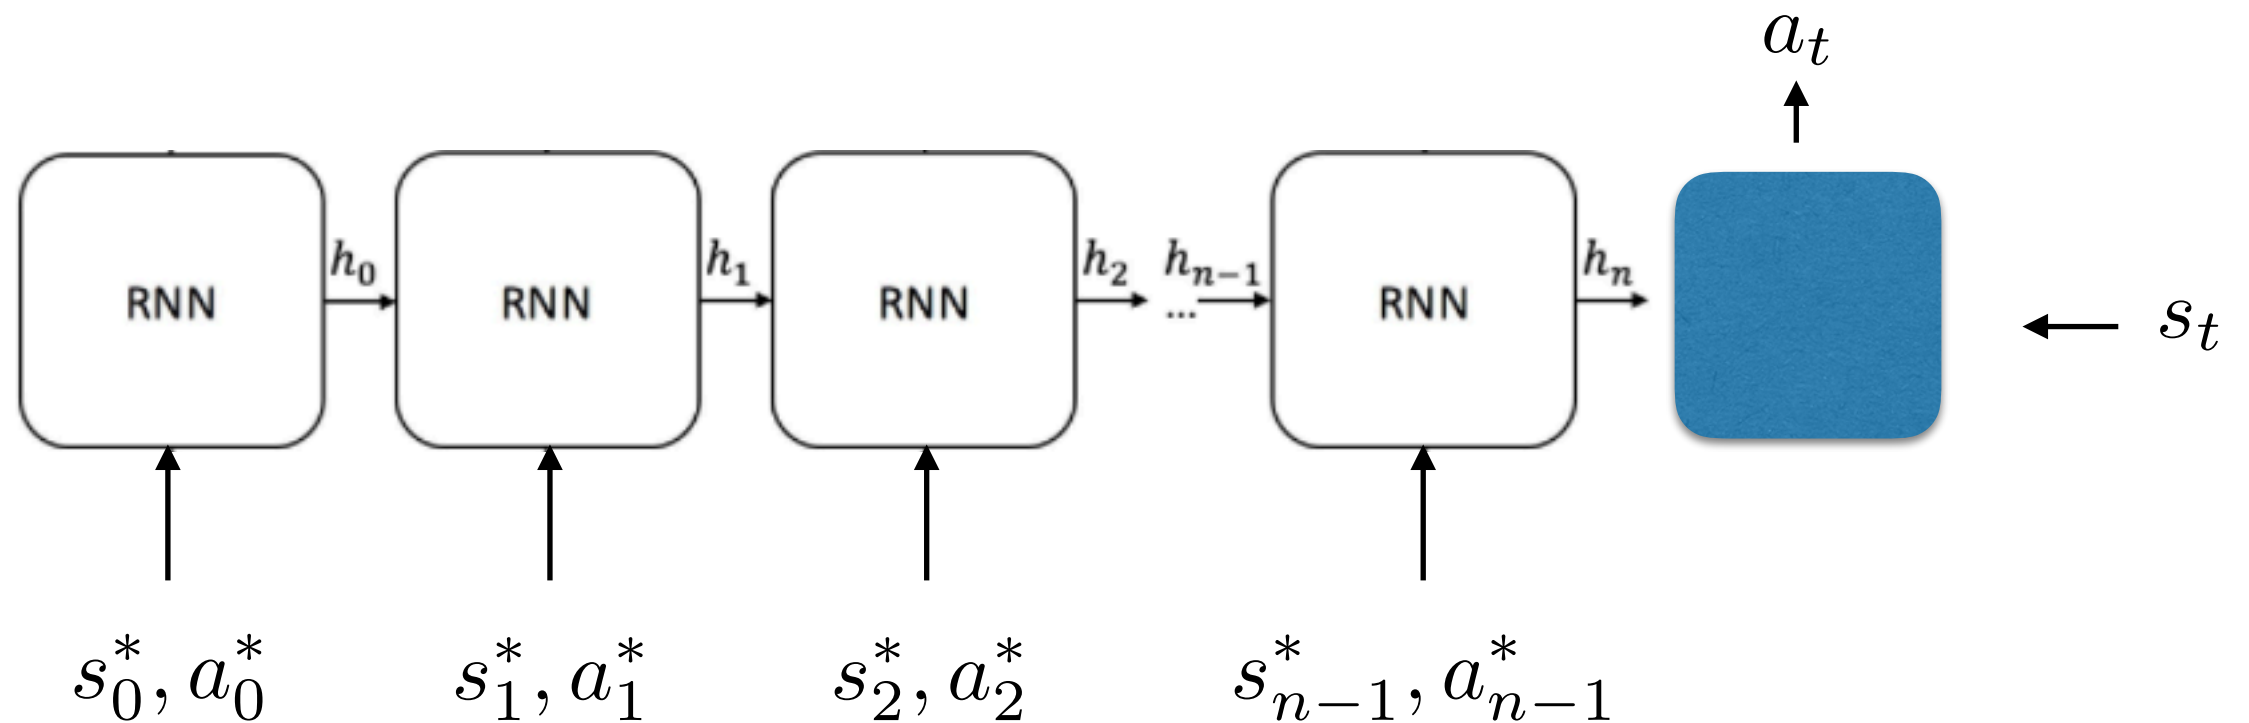 a_t
h_0 h_1 h_2 h_{n-1} h_n
RNN RNN RNN ... RNN s_t
s_0^*, a_0^* s_1^*, a_1^* s_2^*, a_2^* s_{n-1}^*, a_{n-1}^*